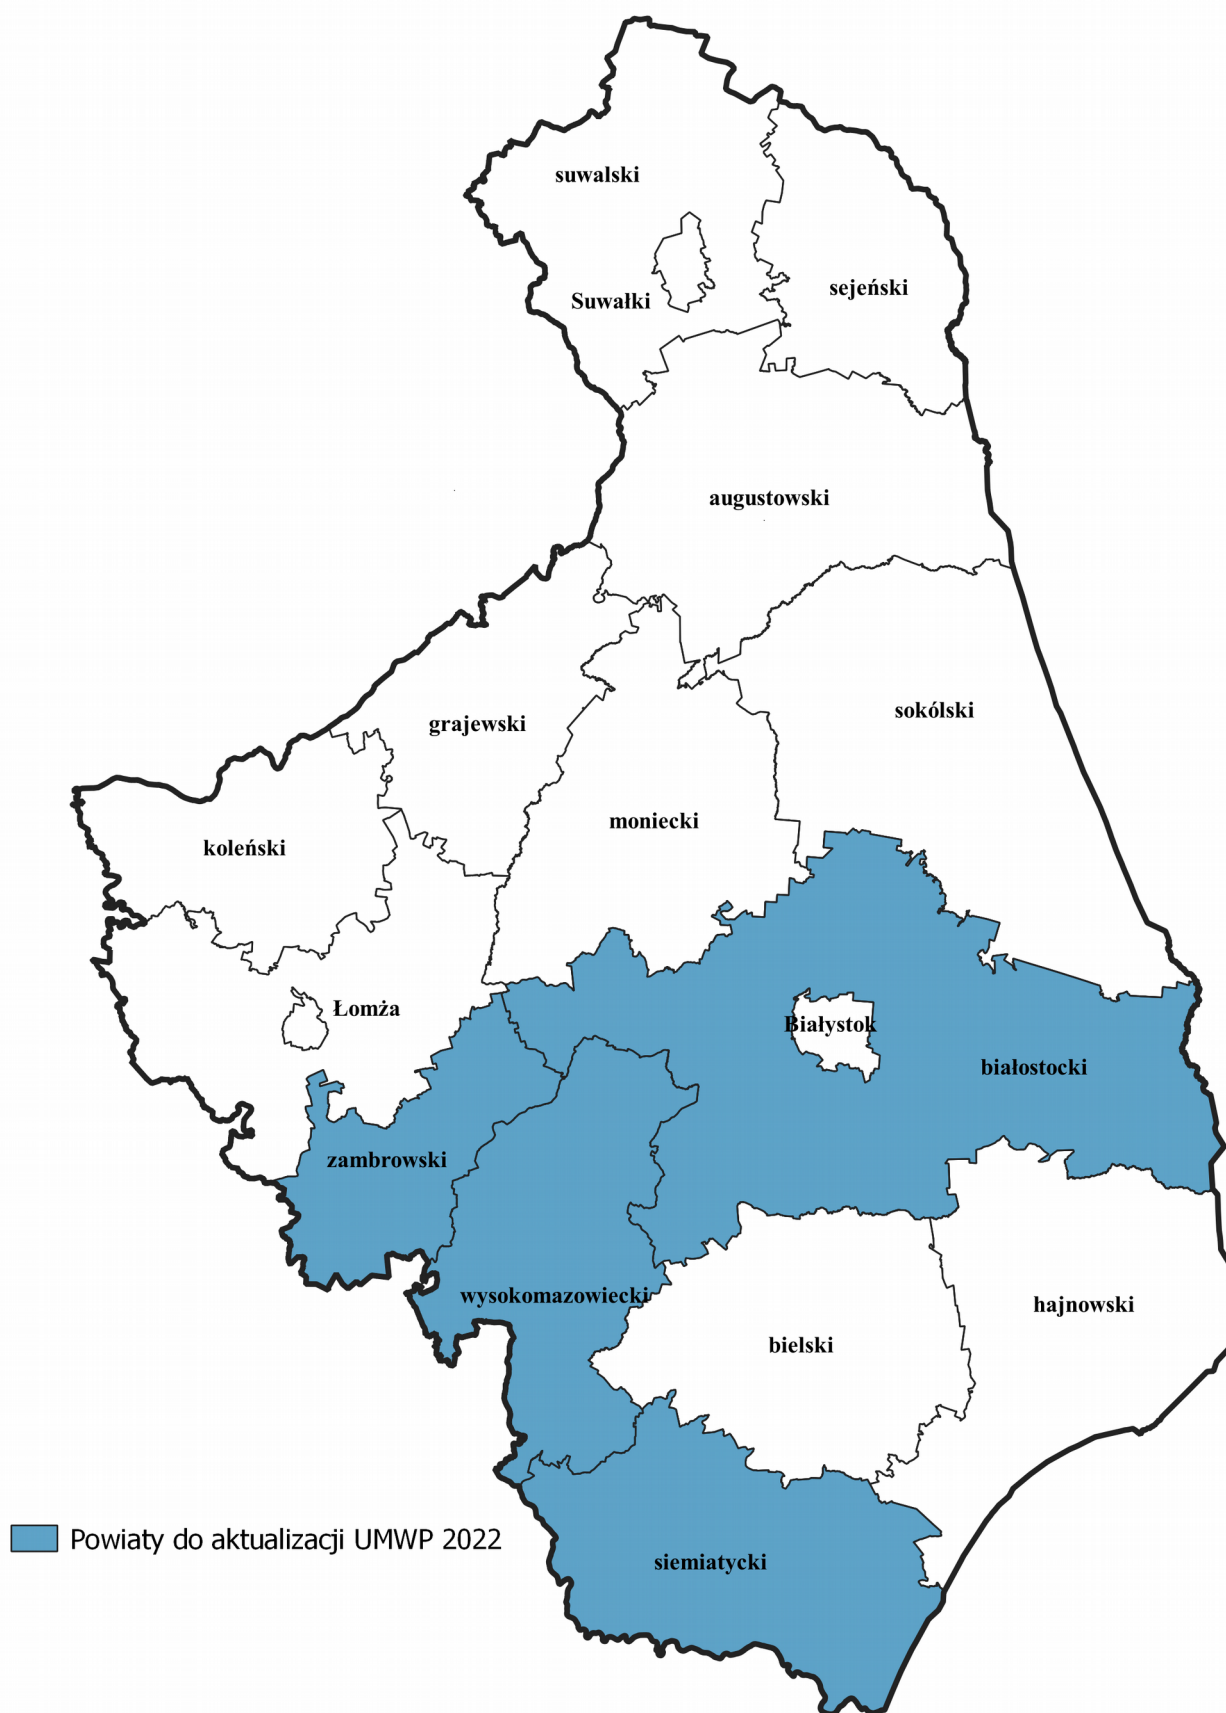 suwalski
sejeński
Suwałki
augustowski
sokólski
grajewski
moniecki
koleński
Łomża
Białystok
białostocki
zambrowski
wysokomazowiecki
hajnowski
bielski
Powiaty do aktualizacji UMWP 2022
siemiatycki